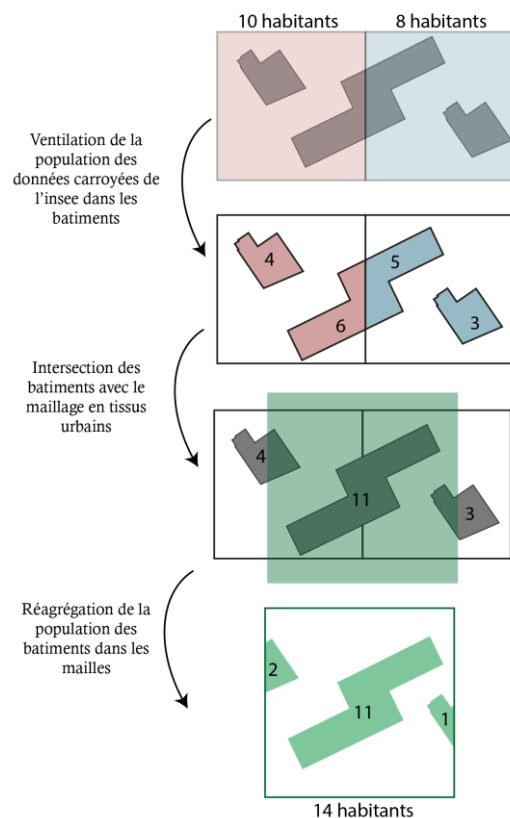 10 habitants
8 habitants
Ventilation de la
population des
données carroyées de
l'insee dans les
batiments
4
5
6
3
Intersection des
batiments avec le
maillage en tissus
urbains
4
11
3
Réagrégation de la
population des
batiments dans les
mailles
2
11
1
14 habitants